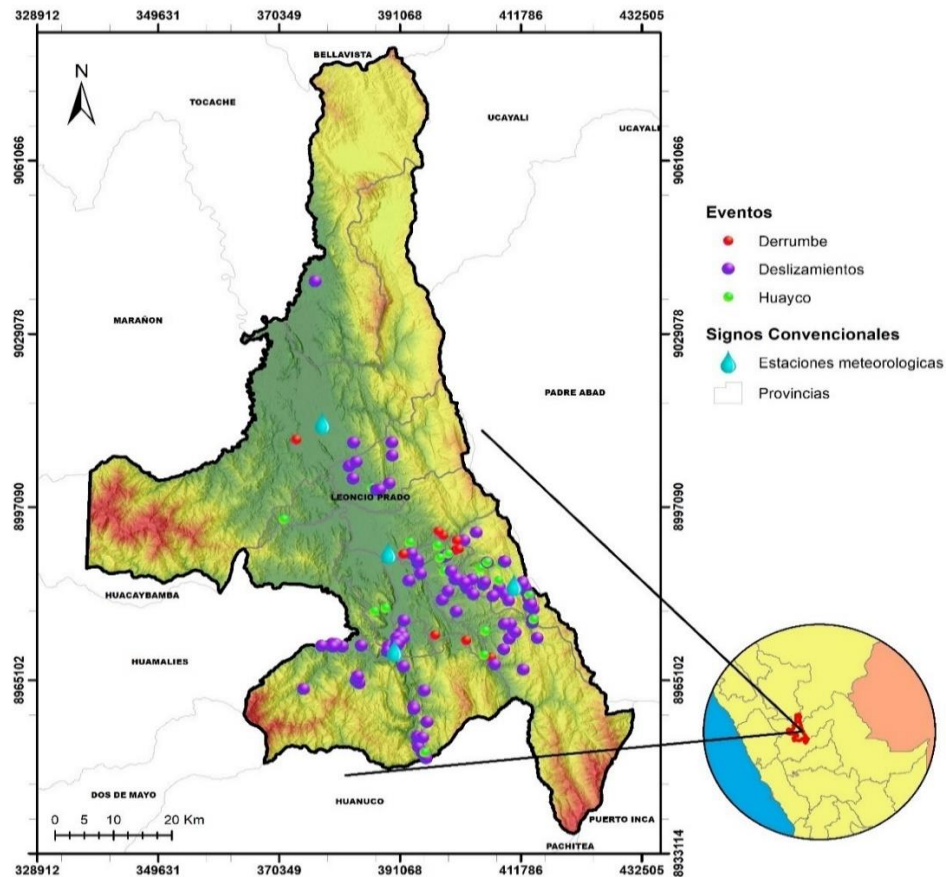 328912 349631 370349 391068 411786 432505
BELLAVISTA
N
TOCACHE
UCAYALI
UCAYALI
9061066
9061066
Eventos
Derrumbe
Deslizamientos
Huayco
Signos Convencionales
Estaciones meteorologicas
Provincias
MARAÑON
9029078
9029078
PADRE ABAD
8997090
8997090
LEONCIO PRADO
HUACAYBAMBA
HUAMALIES
8965102
8965102
DOS DE MAYO
HUANUCO
PUERTO INCA
0 5 10 20 Km
PACHITEA
8933114
8933114
328912 349631 370349 391068 411786 432505